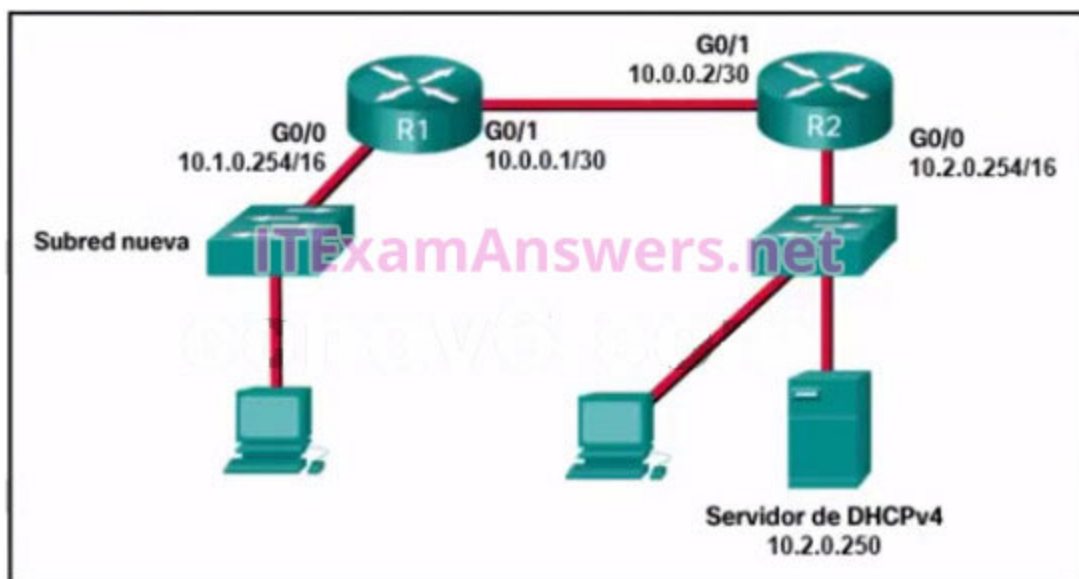 G0/1
10.0.0.2/30
R1
R2
G0/0
10.1.0.254/16
G0/1
10.0.0.1/30
G0/0
10.2.0.254/16
Subred nueva
ITExamAnswers.net
Servidor de DHCPv4
10.2.0.250